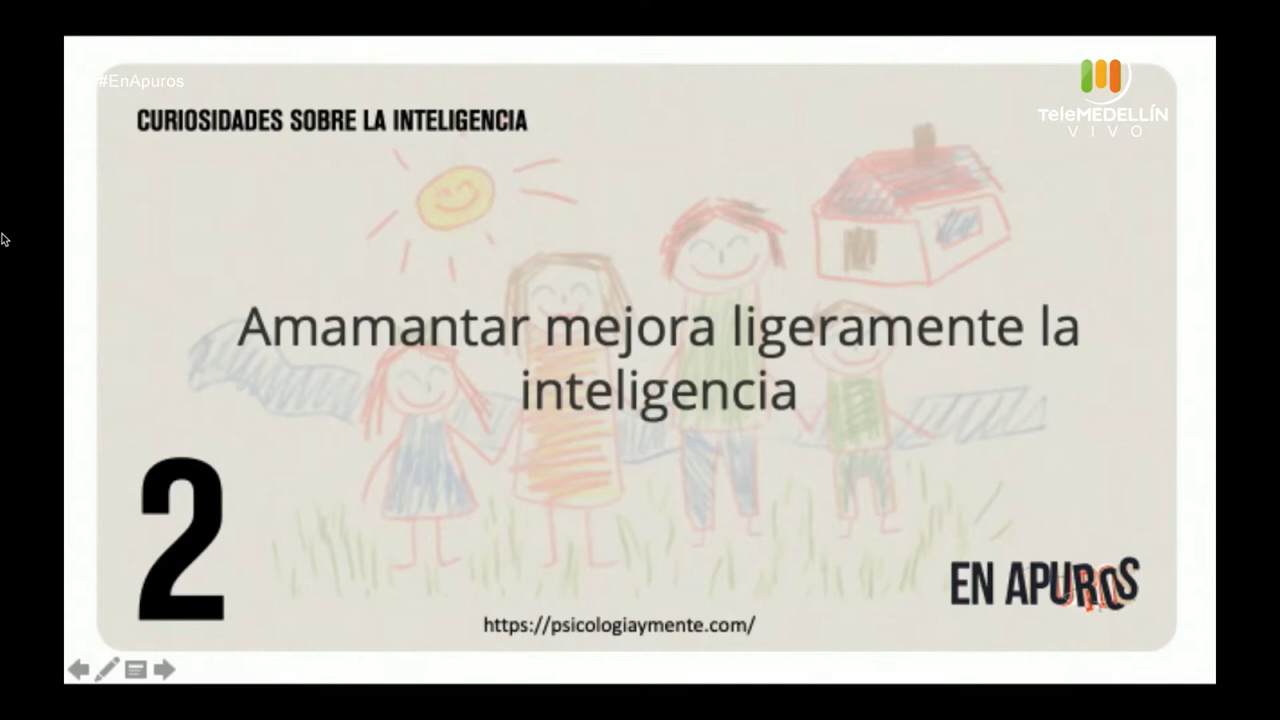 #EnApuros
TeleMEDELLÍN
VIVO
CURIOSIDADES SOBRE LA INTELIGENCIA
Amamantar mejora ligeramente la
inteligencia
2
EN APUROS
https://psicologiaymente.com/